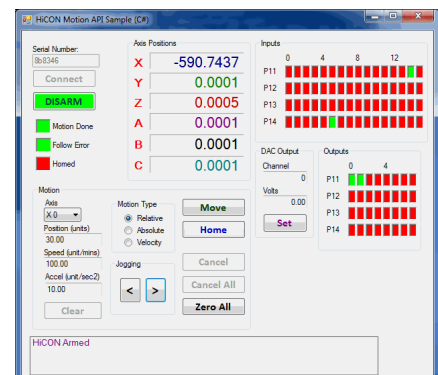 HiCON Motion API Sample (C#)
Serial Number:
8b8346
Connect
DISARM
Motion Done
Follow Error
Homed
Axis Positions
X -590.7437
Y 0.0001
Z 0.0005
A 0.0001
B 0.0001
C 0.0001
Inputs
0 4 8 12
P11
P12
P13
P14
DAC Output
Channel
0
Volts
0.00
Set
Outputs
0 4
P11
P12
P13
P14
Motion
Axis
X 0
Position (units)
30.00
Speed (unit/mins)
100.00
Accel (unit/sec2)
10.00
Clear
Motion Type
Relative
Absolute
Velocity
Jogging
< >
Move
Home
Cancel
Cancel All
Zero All
HiCON Armed